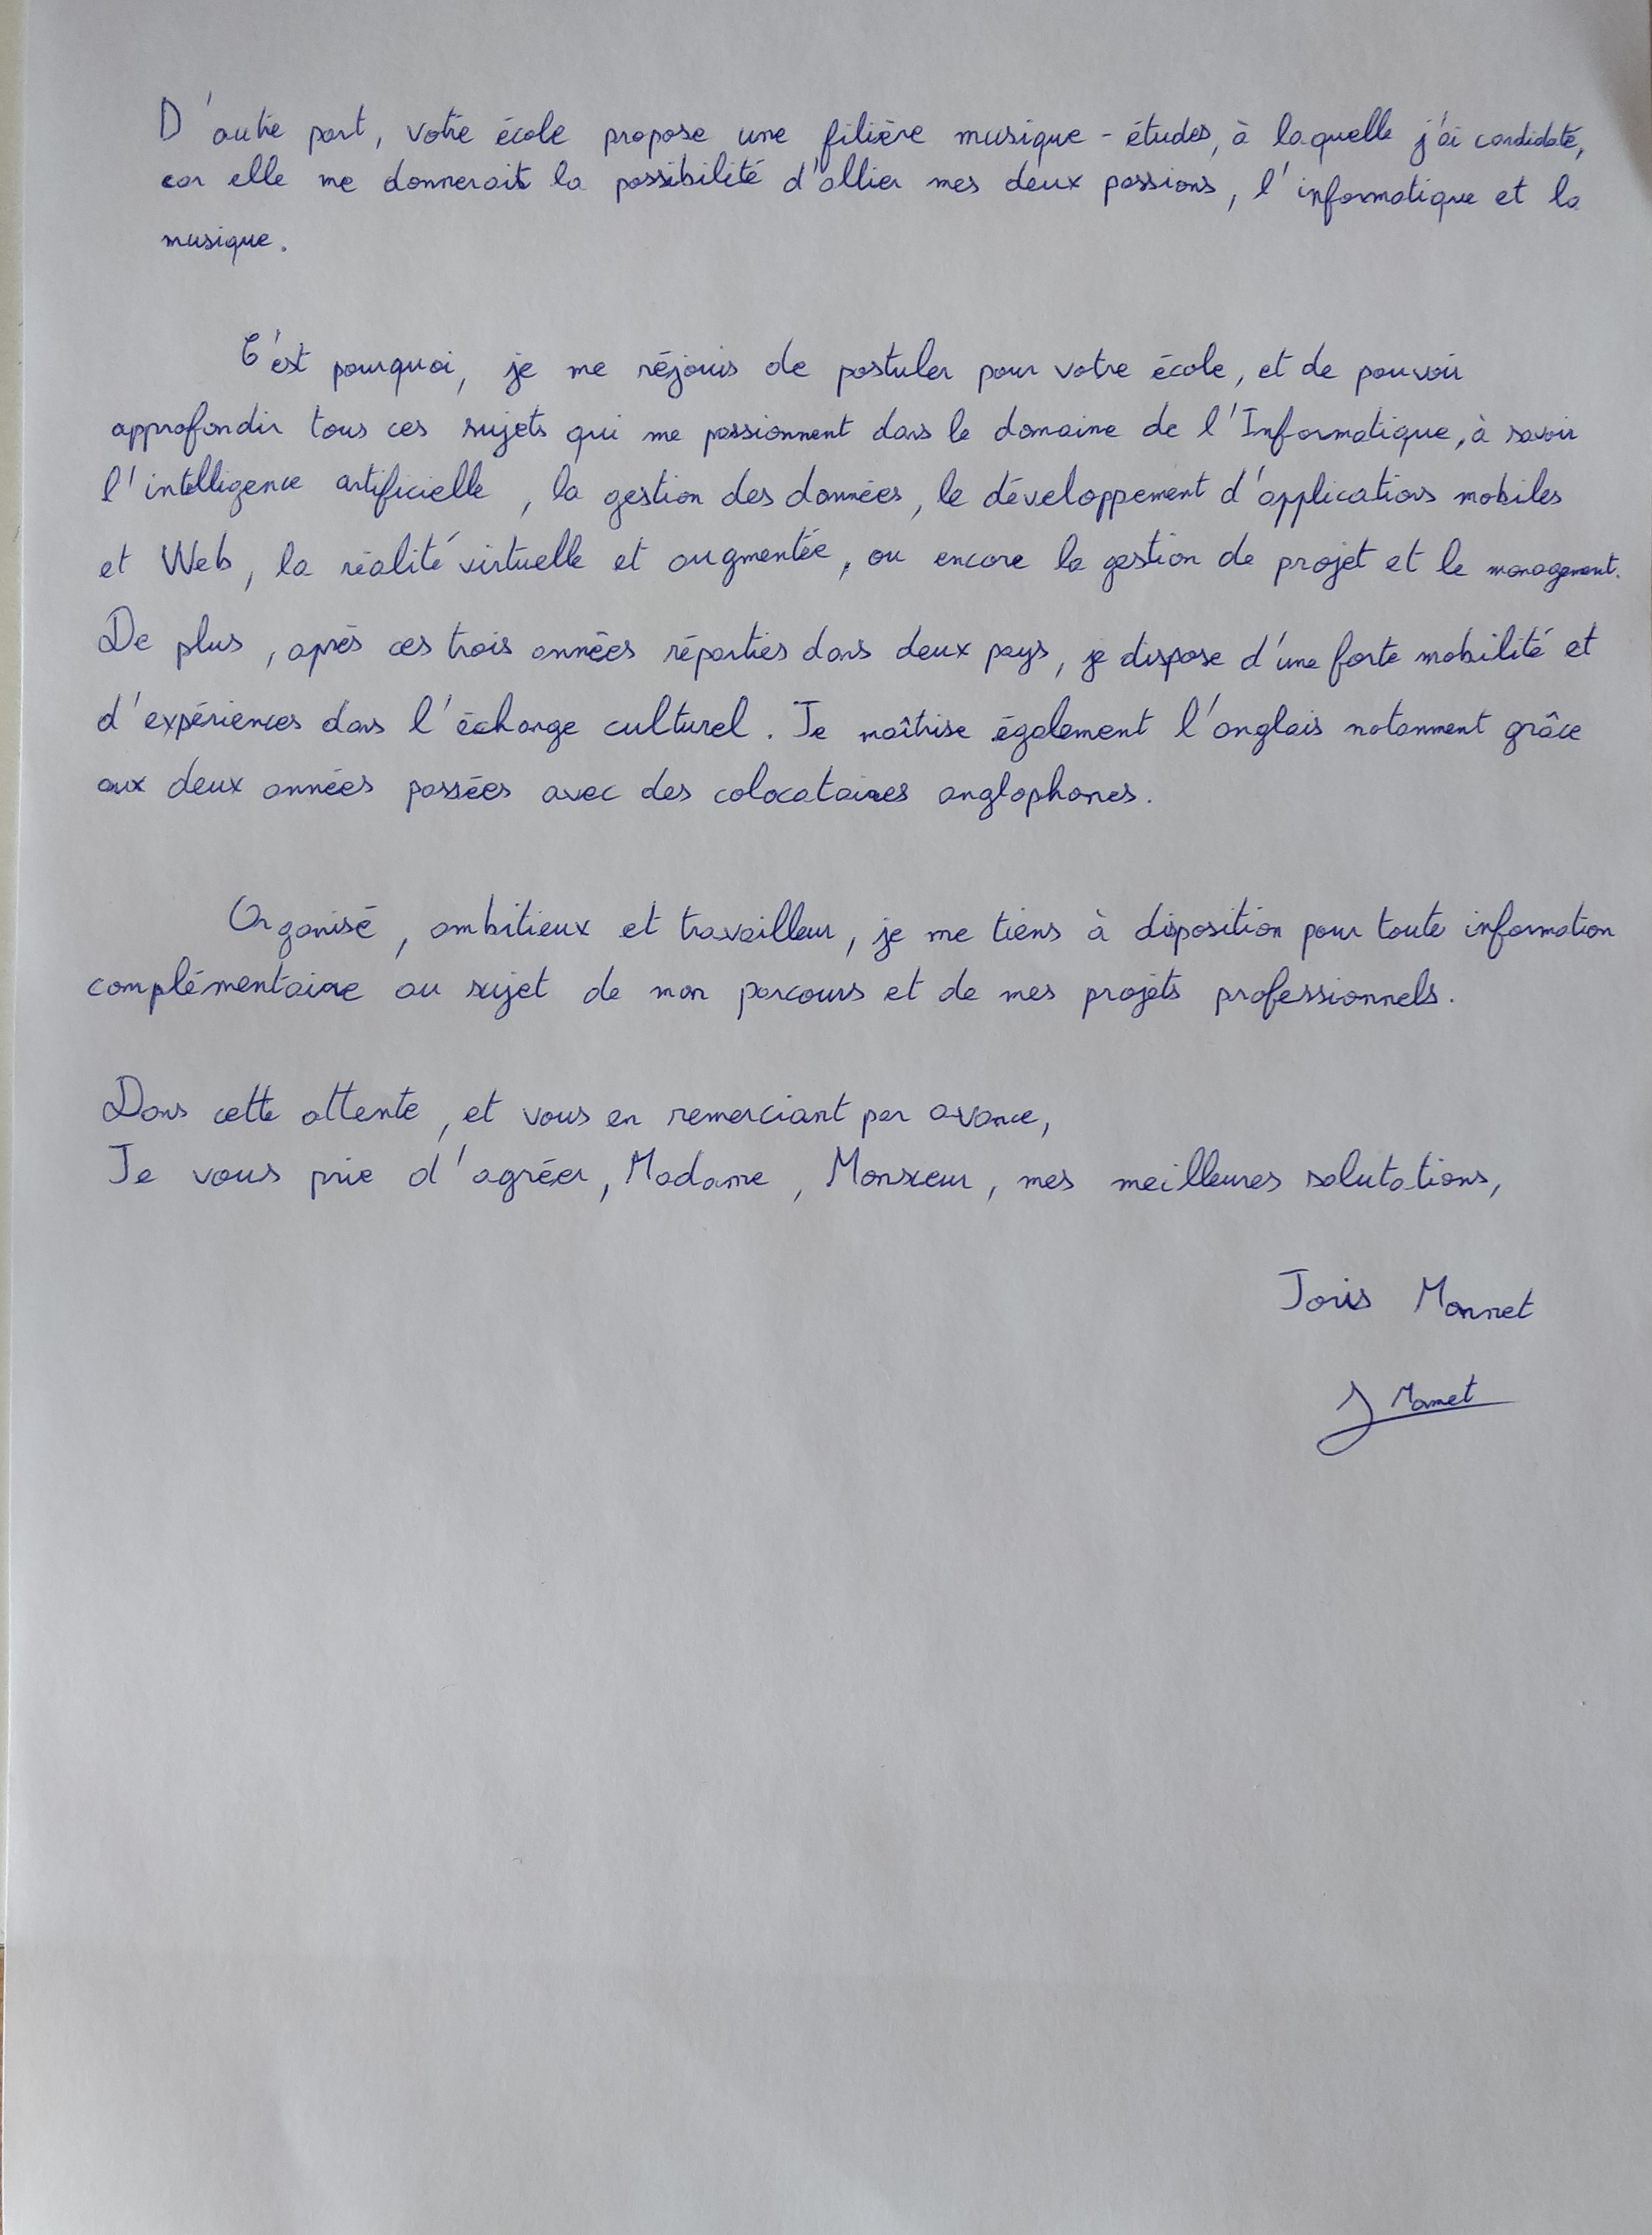 D'autre part, votre école propose une filière musique - études, à laquelle j'ai candidaté,
car elle me donnerait la possibilité d'allier mes deux passions, l'informatique et la
musique.
C'est pourquoi, je me réjouis de postuler pour votre école, et de pouvoir
approfondir tous ces sujets qui me passionnent dans le domaine de l'Informatique, à savoir
l'intelligence artificielle, la gestion des données, le développement d'applications mobiles
et Web, la réalité virtuelle et augmentée, ou encore la gestion de projet et le management.
De plus, après ces trois années réparties dans deux pays, je dispose d'une forte mobilité et
d'expériences dans l'échange culturel. Je maîtrise également l'anglais notamment grâce
aux deux années passées avec des colocataires anglophones.
Organisé, ambitieux et travailleur, je me tiens à disposition pour toute information
complémentaire au sujet de mon parcours et de mes projets professionnels.
Dans cette attente, et vous en remerciant par avance,
Je vous prie d'agréer, Madame, Monsieur, mes meilleures salutations,
Joris Monnet
J Monnet